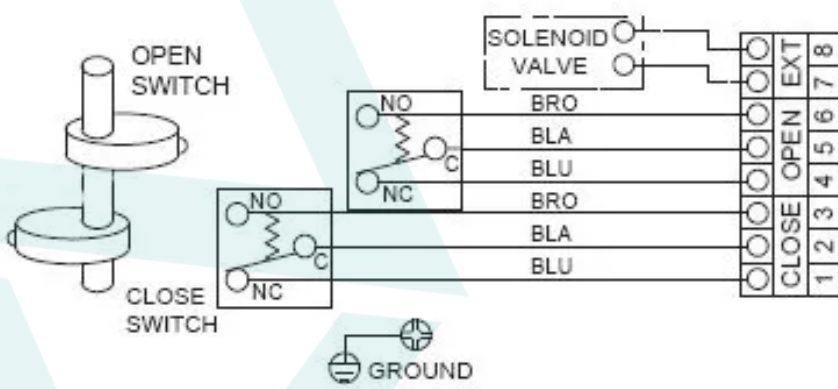 OPEN
SWITCH
SOLENOID
VALVE
NO
C
NC
NO
C
NC
CLOSE
SWITCH
GROUND
BRO
BLA
BLU
BRO
BLA
BLU
EXT
OPEN
CLOSE
8
7
6
5
4
3
2
1